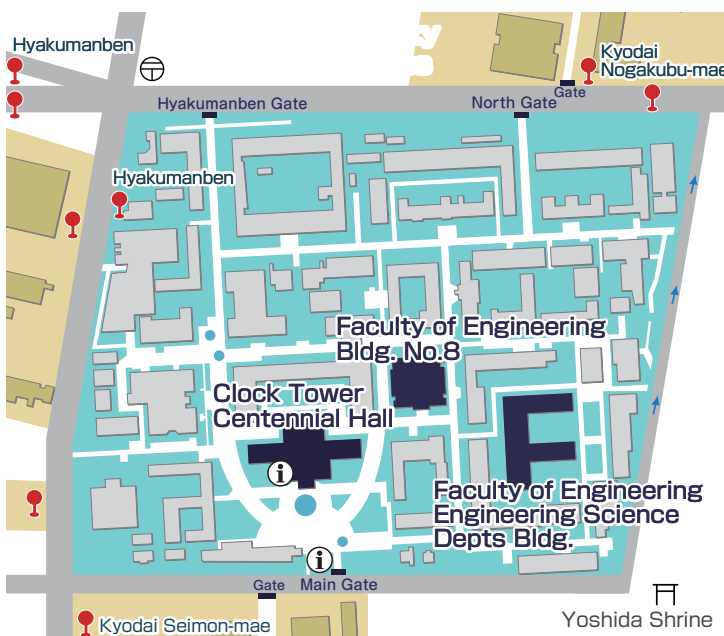 Hyakumanben
Kyodai
Nogakubu-mae
Gate
Hyakumanben Gate
North Gate
Hyakumanben
Faculty of Engineering
Bldg. No.8
Clock Tower
Centennial Hall
i
Faculty of Engineering
Engineering Science
Depts Bldg.
i
Gate
Main Gate
Kyodai Seimon-mae
Yoshida Shrine